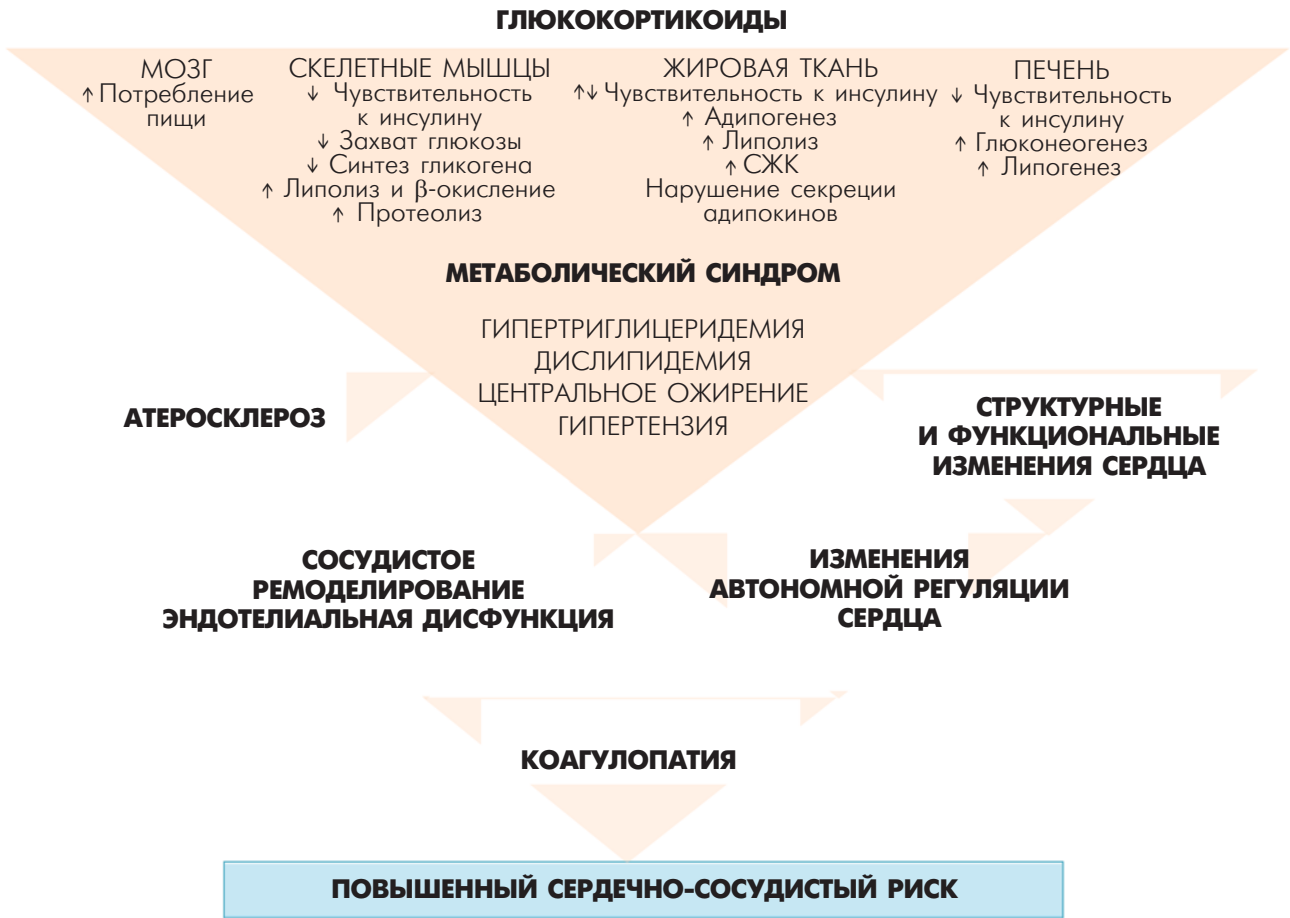 ГЛЮКОКОРТИКОИДЫ
МОЗГ
↑ Потребление
пищи
СКЕЛЕТНЫЕ МЫШЦЫ
↓ Чувствительность
к инсулину
↓ Захват глюкозы
↓ Синтез гликогена
↑ Липолиз и β-окисление
↑ Протеолиз
ЖИРОВАЯ ТКАНЬ
↑↓ Чувствительность к инсулину
↑ Адипогенез
↑ Липолиз
↑ СЖК
Нарушение секреции
адипокинов
ПЕЧЕНЬ
↓ Чувствительность
к инсулину
↑ Глюконеогенез
↑ Липогенез
МЕТАБОЛИЧЕСКИЙ СИНДРОМ
ГИПЕРТРИГЛИЦЕРИДЕМИЯ
ДИСЛИПИДЕМИЯ
ЦЕНТРАЛЬНОЕ ОЖИРЕНИЕ
ГИПЕРТЕНЗИЯ
АТЕРОСКЛЕРОЗ
СТРУКТУРНЫЕ
И ФУНКЦИОНАЛЬНЫЕ
ИЗМЕНЕНИЯ СЕРДЦА
СОСУДИСТОЕ
РЕМОДЕЛИРОВАНИЕ
ЭНДОТЕЛИАЛЬНАЯ ДИСФУНКЦИЯ
ИЗМЕНЕНИЯ
АВТОНОМНОЙ РЕГУЛЯЦИИ
СЕРДЦА
КОАГУЛОПАТИЯ
ПОВЫШЕННЫЙ СЕРДЕЧНО-СОСУДИСТЫЙ РИСК